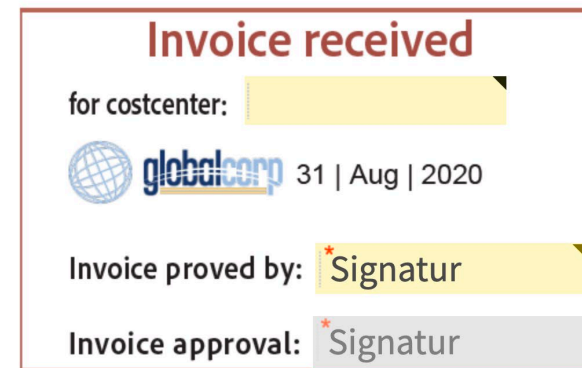 Invoice received
for costcenter:
globalcorp 31 | Aug | 2020
Invoice proved by: *Signatur
Invoice approval: *Signatur